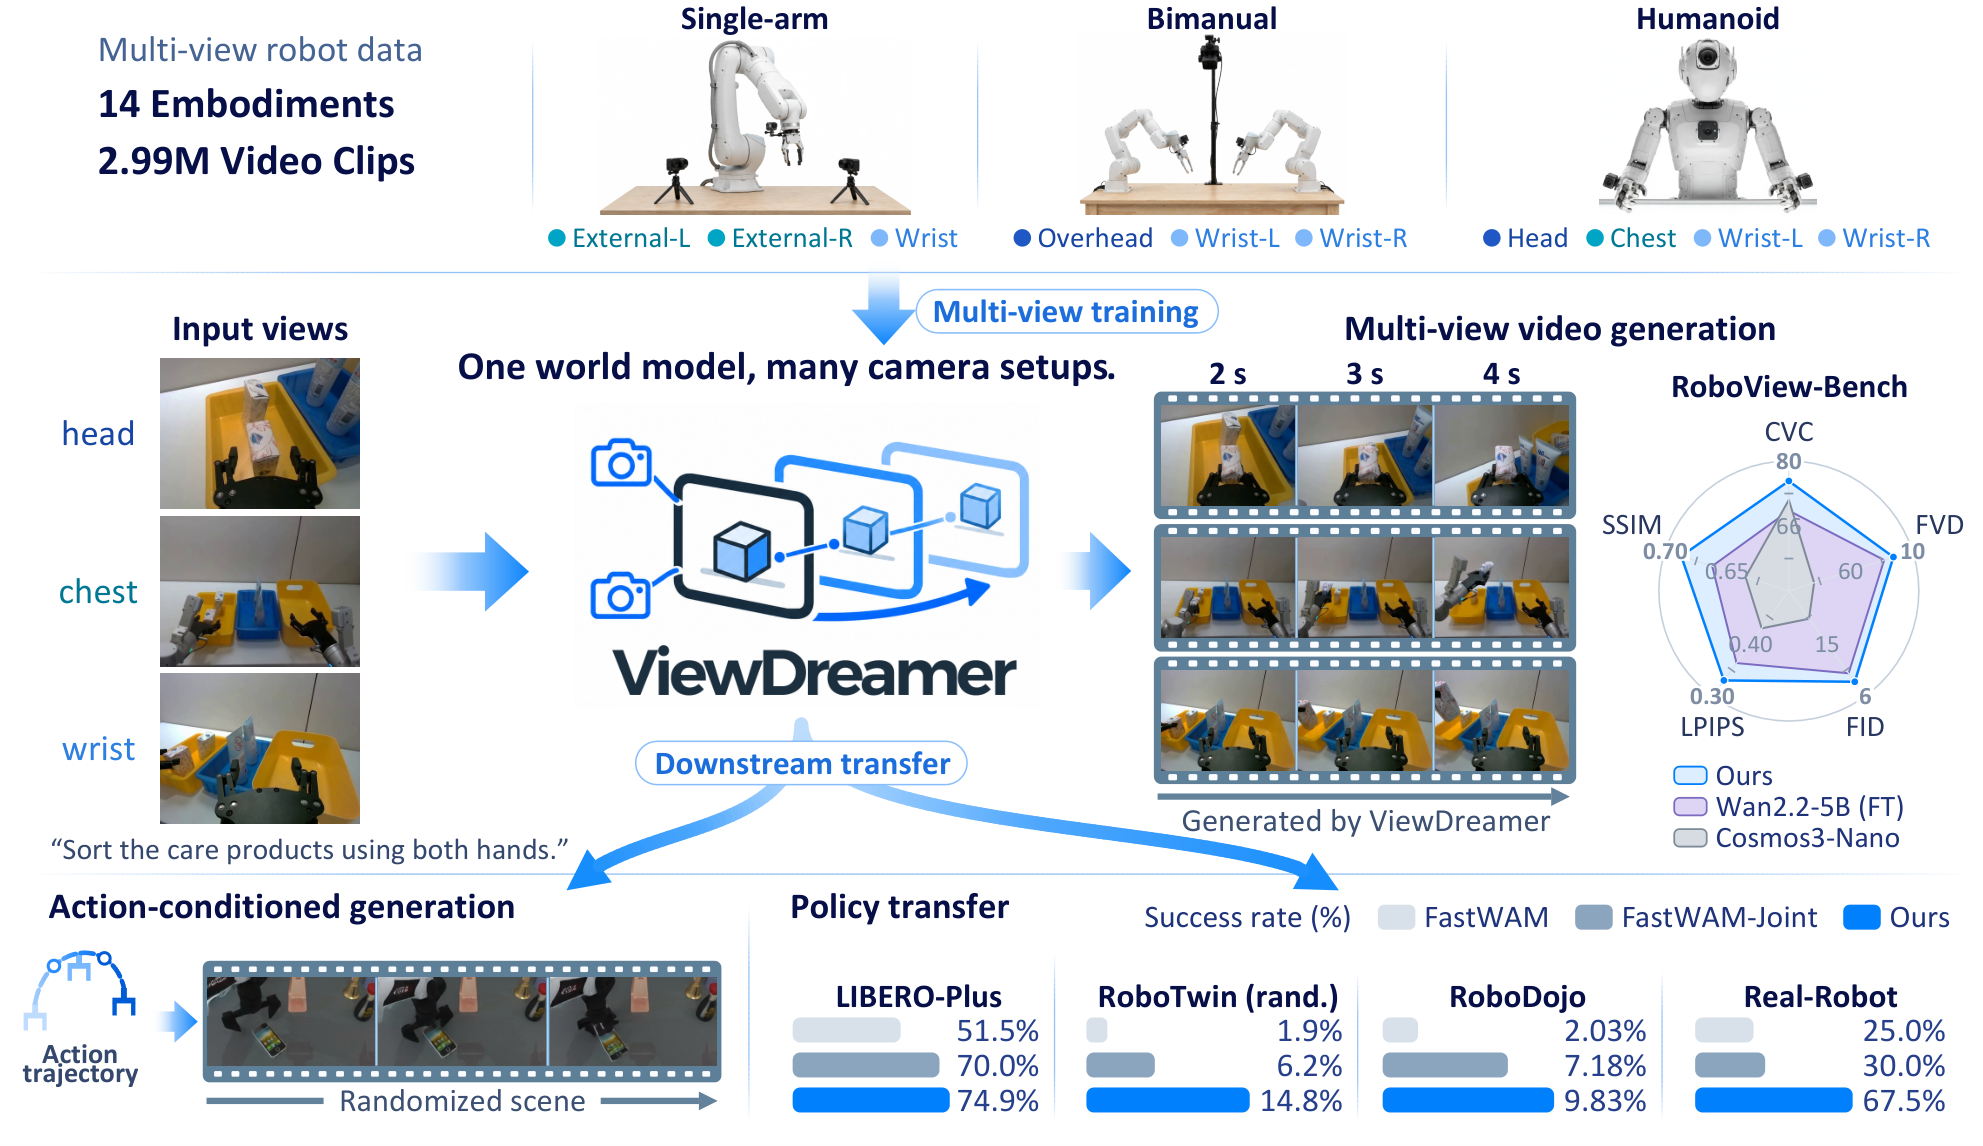 Multi-view robot data
14 Embodiments
2.99M Video Clips
Single-arm
External-L External-R Wrist
Bimanual
Overhead Wrist-L Wrist-R
Humanoid
Head Chest Wrist-L Wrist-R
Multi-view training
Input views
head
chest
wrist
“Sort the care products using both hands.”
One world model, many camera setups.
ViewDreamer
Downstream transfer
Multi-view video generation
2 s 3 s 4 s
Generated by ViewDreamer
RoboView-Bench
CVC
80
66
SSIM
0.70
0.65
FVD
10
60
0.40
15
0.30
6
LPIPS
FID
Ours
Wan2.2-5B (FT)
Cosmos3-Nano
Action-conditioned generation
Action
trajectory
Randomized scene
Policy transfer
Success rate (%) FastWAM FastWAM-Joint Ours
LIBERO-Plus
51.5%
70.0%
74.9%
RoboTwin (rand.)
1.9%
6.2%
14.8%
RoboDojo
2.03%
7.18%
9.83%
Real-Robot
25.0%
30.0%
67.5%